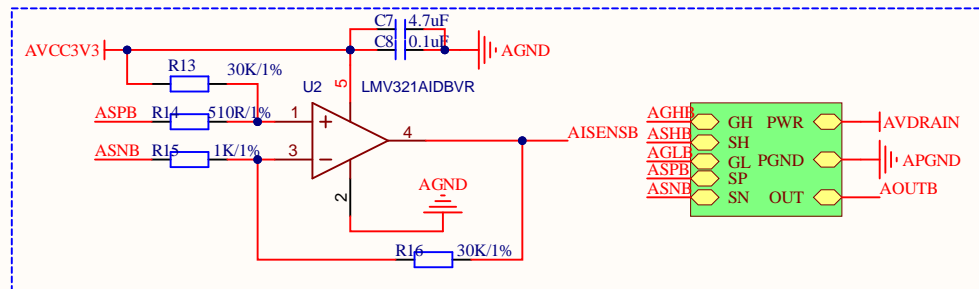 C7 4.7uF
AVCC3V3
C8 0.1uF
AGND
R13
30K/1%
U2
5
LMV321AIDBVR
ASPB
R14
510R/1%
1
+
4
AISENSB
ASNB
R15
1K/1%
3
−
2
AGND
R16
30K/1%
AGHB
GH
PWR
AVDRAIN
ASHB
SH
AGLB
GL
PGND
APGND
ASPB
SP
ASNB
SN
OUT
AOUTB